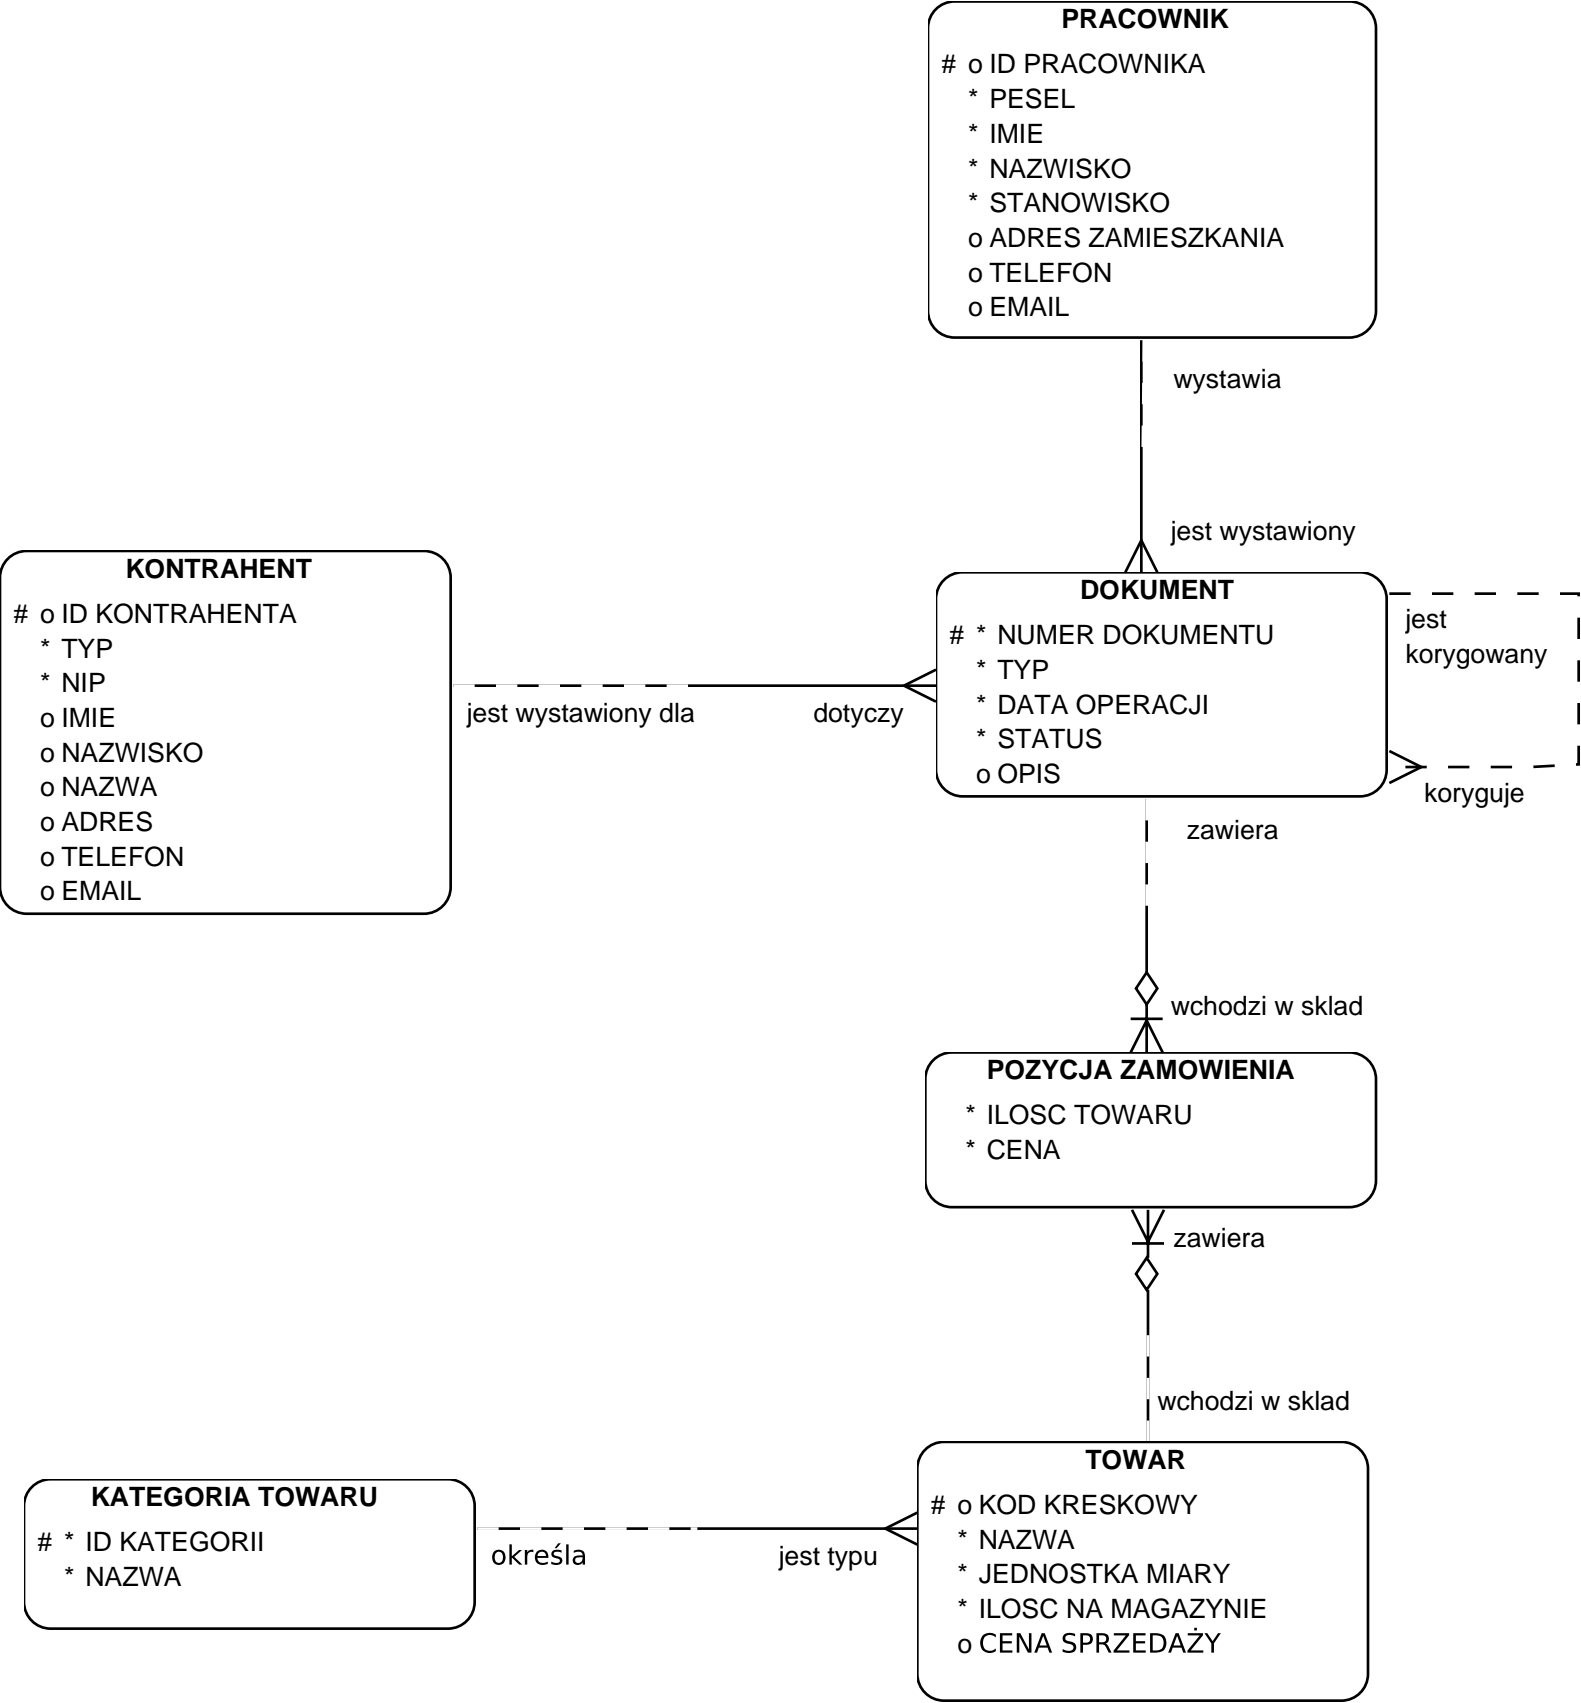 PRACOWNIK
# o ID PRACOWNIKA
* PESEL
* IMIE
* NAZWISKO
* STANOWISKO
o ADRES ZAMIESZKANIA
o TELEFON
o EMAIL
wystawia
jest wystawiony
KONTRAHENT
# o ID KONTRAHENTA
* TYP
* NIP
o IMIE
o NAZWISKO
o NAZWA
o ADRES
o TELEFON
o EMAIL
jest wystawiony dla
dotyczy
DOKUMENT
# * NUMER DOKUMENTU
* TYP
* DATA OPERACJI
* STATUS
o OPIS
jest
korygowany
koryguje
zawiera
wchodzi w sklad
POZYCJA ZAMOWIENIA
* ILOSC TOWARU
* CENA
zawiera
wchodzi w sklad
KATEGORIA TOWARU
# * ID KATEGORII
* NAZWA
określa
jest typu
TOWAR
# o KOD KRESKOWY
* NAZWA
* JEDNOSTKA MIARY
* ILOSC NA MAGAZYNIE
o CENA SPRZEDAŻY